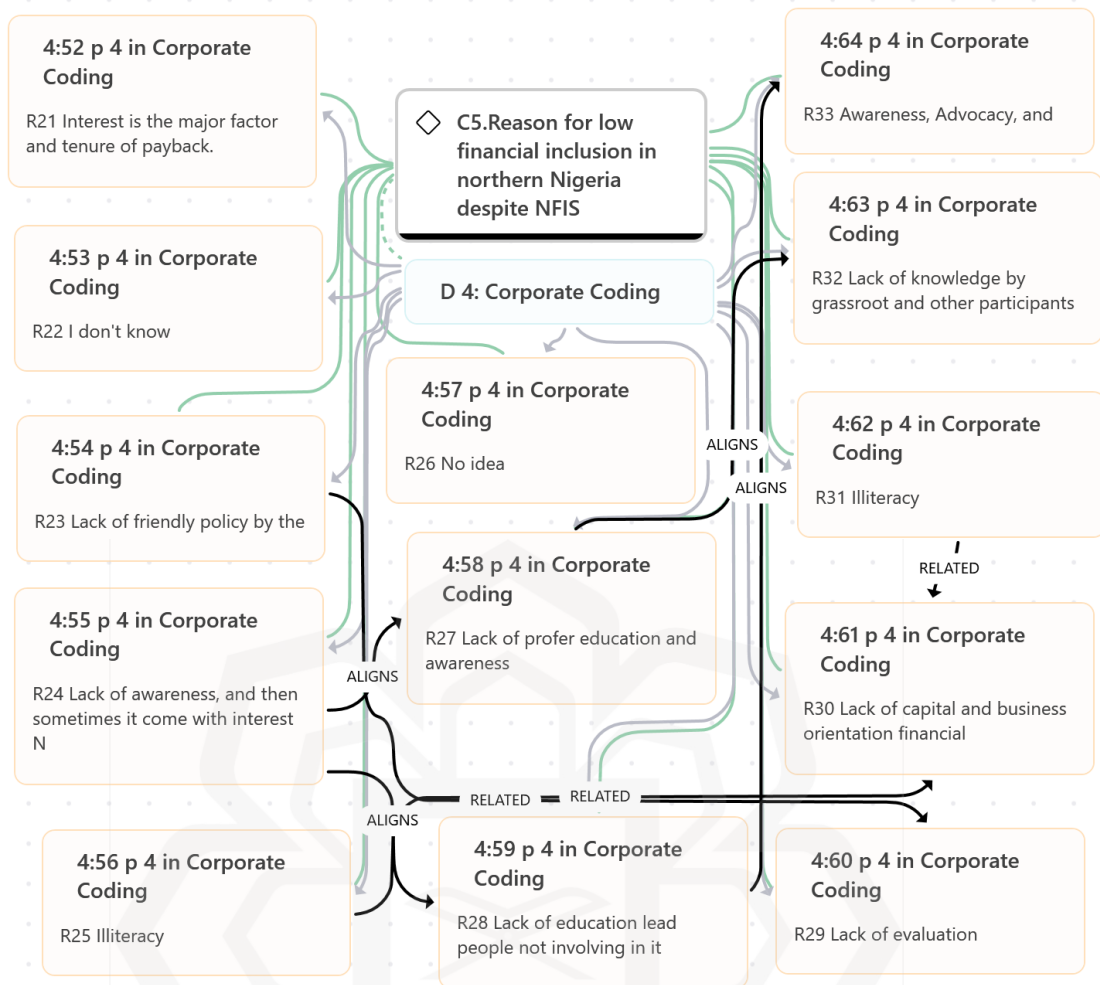 4:52 p 4 in Corporate
Coding
R21 Interest is the major factor
and tenure of payback.
4:53 p 4 in Corporate
Coding
R22 I don't know
4:54 p 4 in Corporate
Coding
R23 Lack of friendly policy by the
4:55 p 4 in Corporate
Coding
R24 Lack of awareness, and then
sometimes it come with interest
N
4:56 p 4 in Corporate
Coding
R25 Illiteracy
C5.Reason for low
financial inclusion in
northern Nigeria
despite NFIS
D 4: Corporate Coding
4:57 p 4 in Corporate
Coding
R26 No idea
4:58 p 4 in Corporate
Coding
R27 Lack of profer education and
awareness
4:59 p 4 in Corporate
Coding
R28 Lack of education lead
people not involving in it
4:64 p 4 in Corporate
Coding
R33 Awareness, Advocacy, and
4:63 p 4 in Corporate
Coding
R32 Lack of knowledge by
grassroot and other participants
4:62 p 4 in Corporate
Coding
R31 Illiteracy
4:61 p 4 in Corporate
Coding
R30 Lack of capital and business
orientation financial
4:60 p 4 in Corporate
Coding
R29 Lack of evaluation
ALIGNS
ALIGNS
RELATED
ALIGNS
RELATED
RELATED
ALIGNS